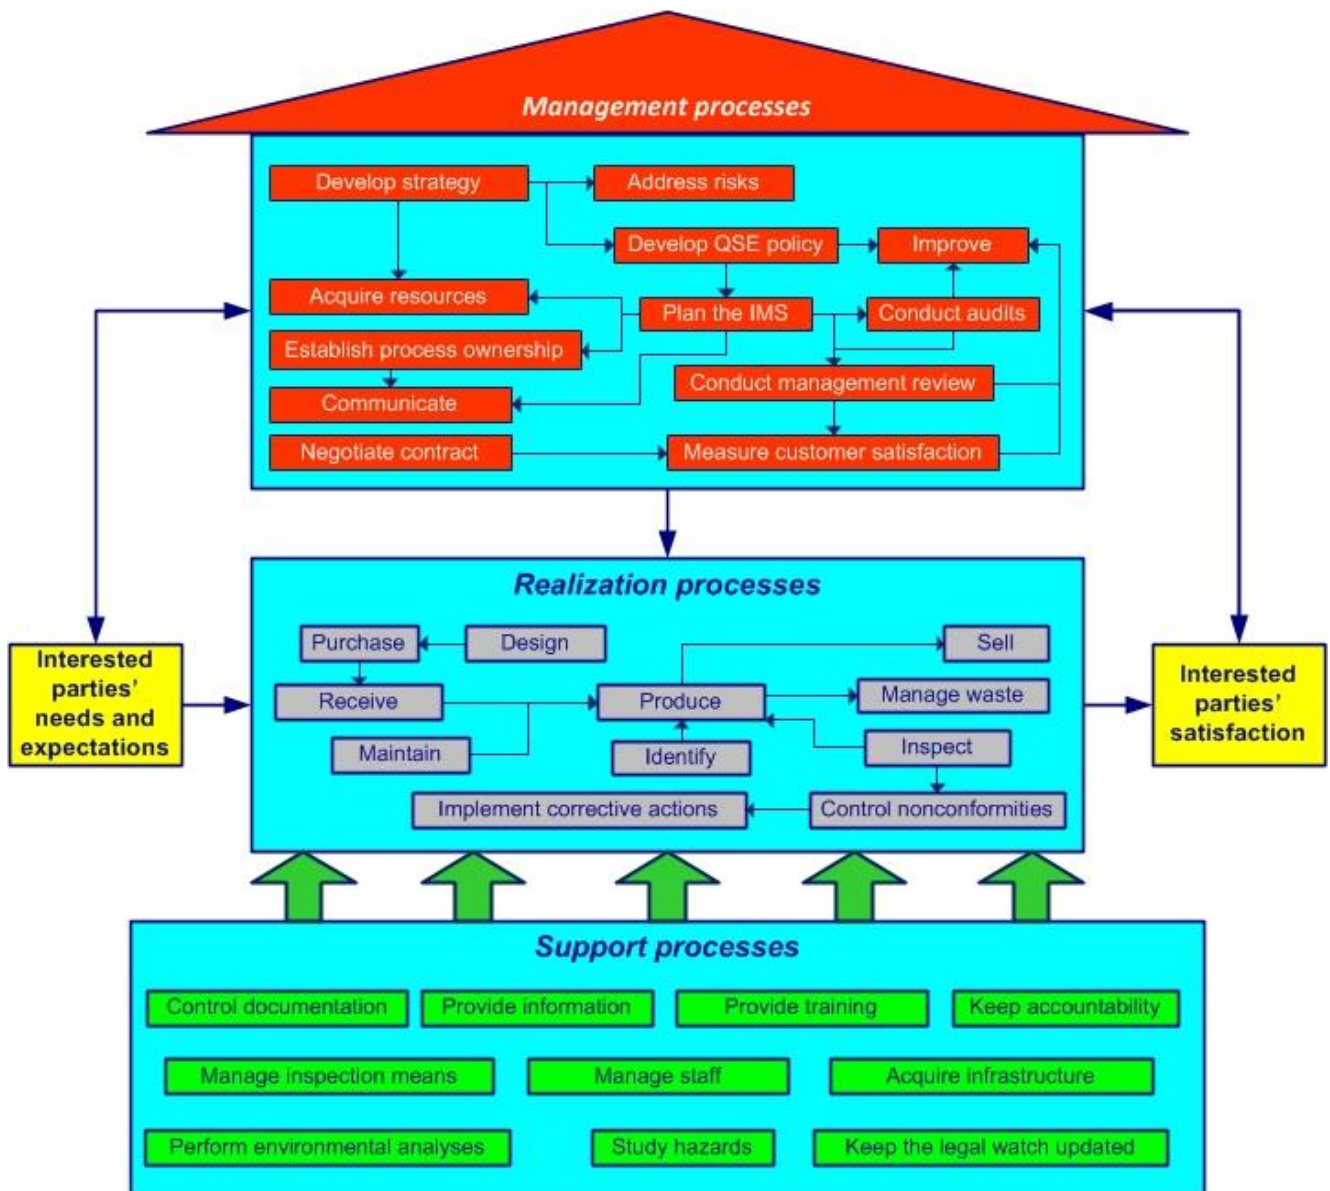 Management processes
Develop strategy
Address risks
Develop QSE policy
Improve
Acquire resources
Plan the IMS
Conduct audits
Establish process ownership
Conduct management review
Communicate
Negotiate contract
Measure customer satisfaction
Realization processes
Purchase
Design
Sell
Interested
parties’
needs and
expectations
Receive
Produce
Manage waste
Interested
parties’
satisfaction
Maintain
Identify
Inspect
Implement corrective actions
Control nonconformities
Support processes
Control documentation
Provide information
Provide training
Keep accountability
Manage inspection means
Manage staff
Acquire infrastructure
Perform environmental analyses
Study hazards
Keep the legal watch updated